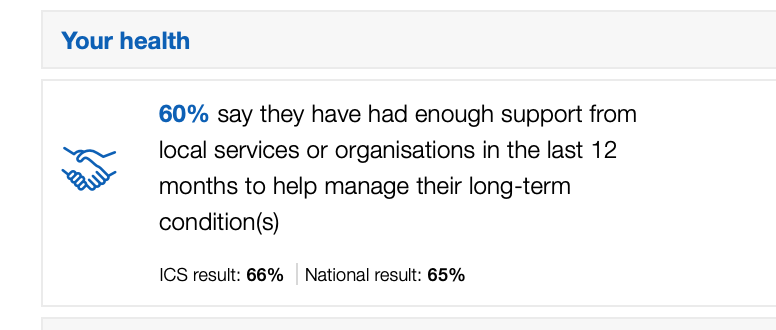 Your health
60% say they have had enough support from
local services or organisations in the last 12
months to help manage their long-term
condition(s)
ICS result: 66% National result: 65%